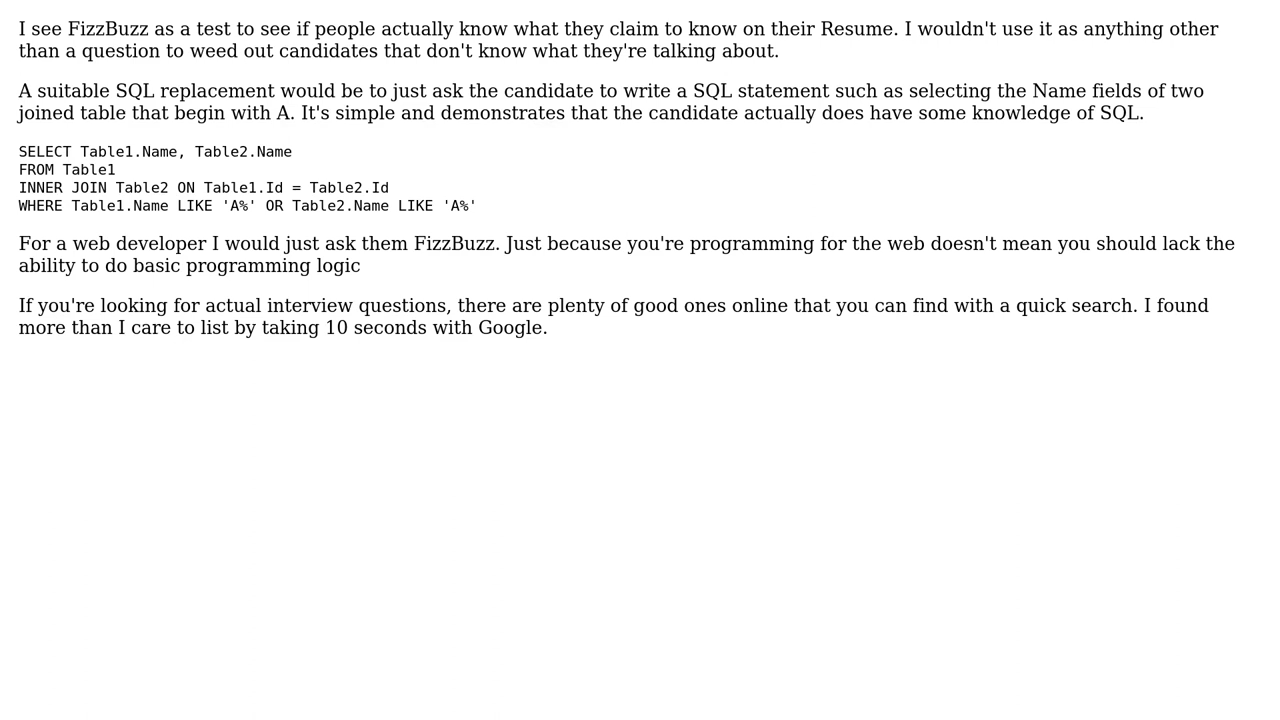 I see FizzBuzz as a test to see if people actually know what they claim to know on their Resume. I wouldn't use it as anything other
than a question to weed out candidates that don't know what they're talking about.
A suitable SQL replacement would be to just ask the candidate to write a SQL statement such as selecting the Name fields of two
joined table that begin with A. It's simple and demonstrates that the candidate actually does have some knowledge of SQL.
SELECT Table1.Name, Table2.Name
FROM Table1
INNER JOIN Table2 ON Table1.Id = Table2.Id
WHERE Table1.Name LIKE 'A%' OR Table2.Name LIKE 'A%'
For a web developer I would just ask them FizzBuzz. Just because you're programming for the web doesn't mean you should lack the
ability to do basic programming logic
If you're looking for actual interview questions, there are plenty of good ones online that you can find with a quick search. I found
more than I care to list by taking 10 seconds with Google.